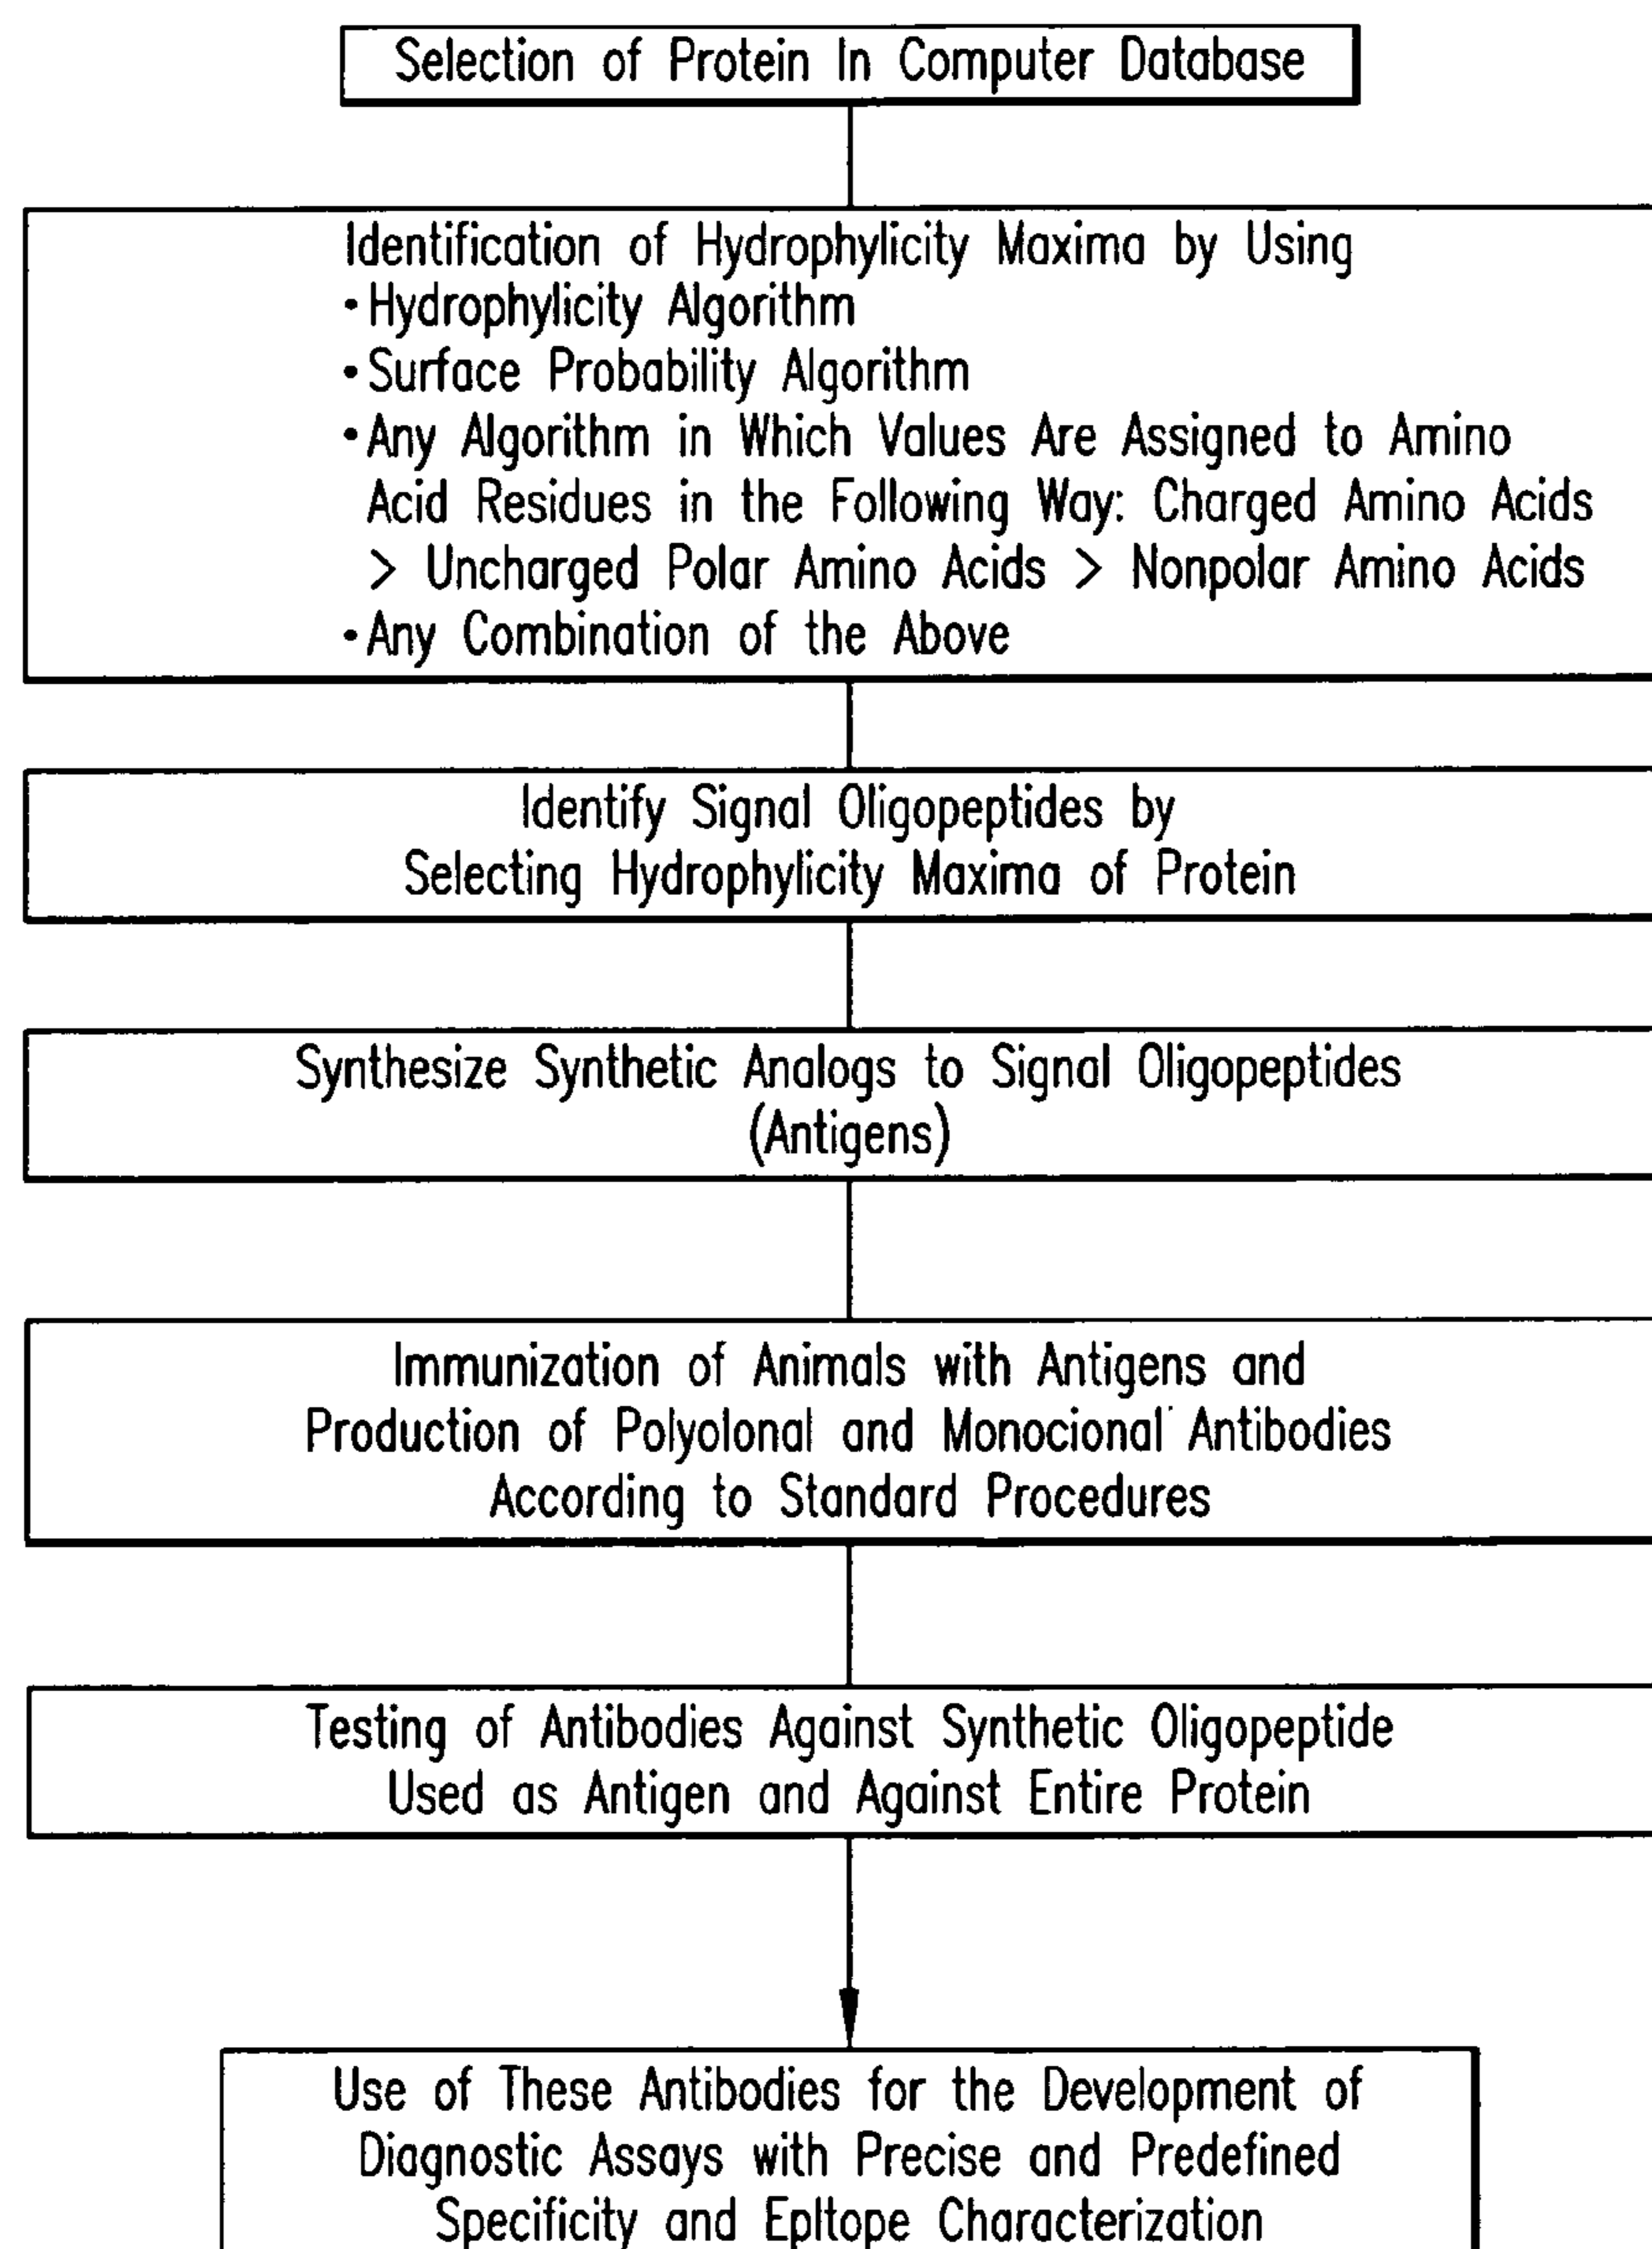 Selection of Protein In Computer Database
Identification of Hydrophylicity Maxima by Using
•Hydrophylicity Algorithm
•Surface Probability Algorithm
•Any Algorithm in Which Values Are Assigned to Amino
Acid Residues in the Following Way: Charged Amino Acids
> Uncharged Polar Amino Acids > Nonpolar Amino Acids
•Any Combination of the Above
Identify Signal Oligopeptides by
Selecting Hydrophylicity Maxima of Protein
Synthesize Synthetic Analogs to Signal Oligopeptides
(Antigens)
Immunization of Animals with Antigens and
Production of Polyolonal and Monocional Antibodies
According to Standard Procedures
Testing of Antibodies Against Synthetic Oligopeptide
Used as Antigen and Against Entire Protein
Use of These Antibodies for the Development of
Diagnostic Assays with Precise and Predefined
Specificity and Epltope Characterization